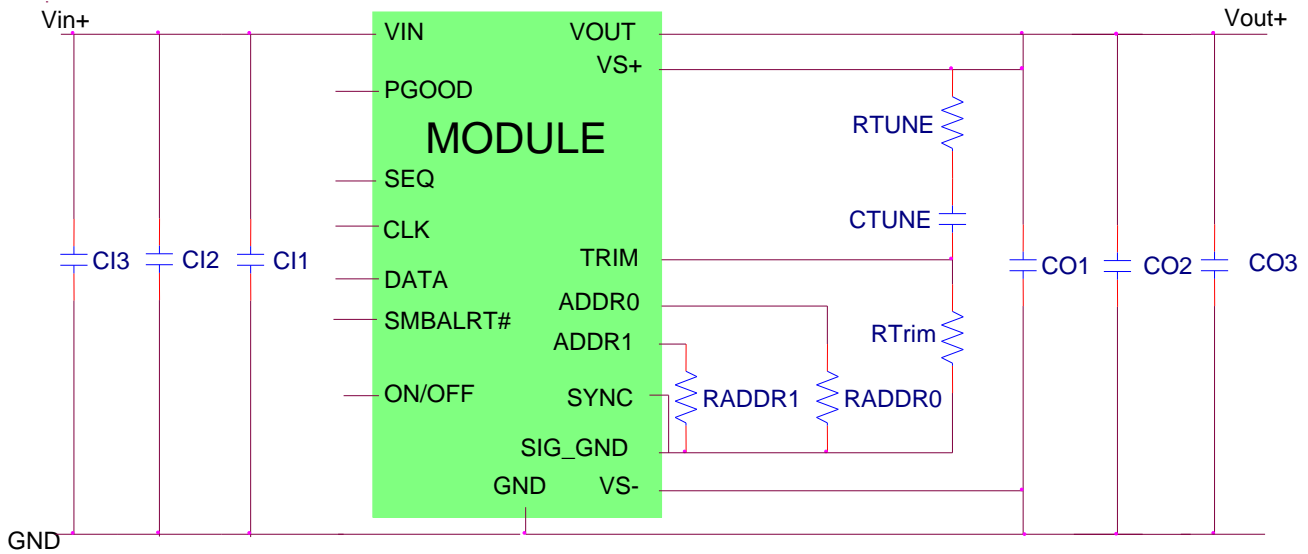 Vin+
Vout+
VIN
VOUT
VS+
PGOOD
RTUNE
MODULE
SEQ
CTUNE
CLK
TRIM
CI3
CI2
CI1
CO1
CO2
CO3
DATA
ADDR0
SMBALRT#
RTrim
ADDR1
ON/OFF
SYNC
RADDR1
RADDR0
SIG_GND
GND
VS-
GND